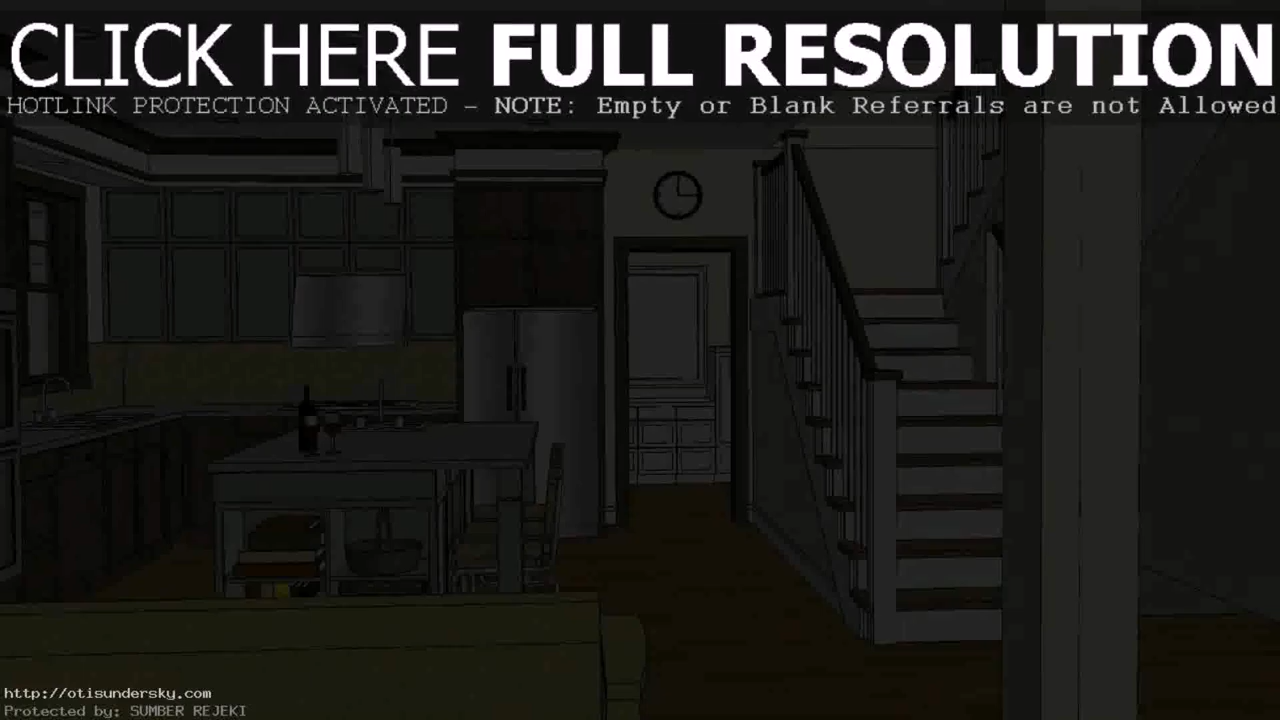 CLICK HERE FULL RESOLUTION
HOTLINK PROTECTION ACTIVATED – NOTE: Empty or Blank Referrals are not Allowed
http://otisundersky.com
Protected by: SUMBER REJEKI